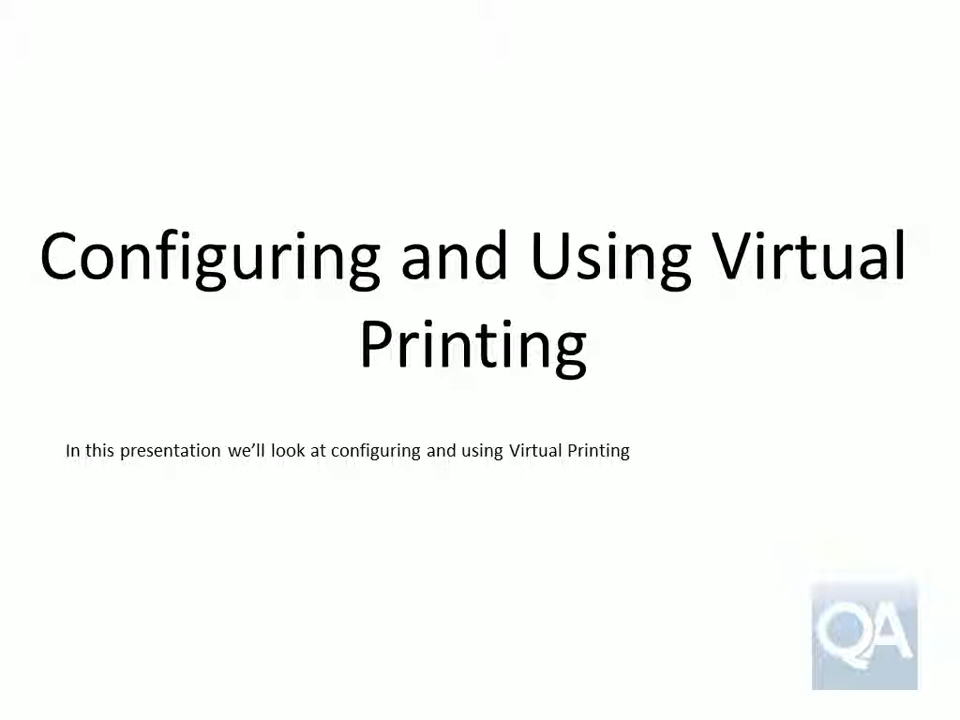 Configuring and Using Virtual
Printing
In this presentation we'll look at configuring and using Virtual Printing
QA